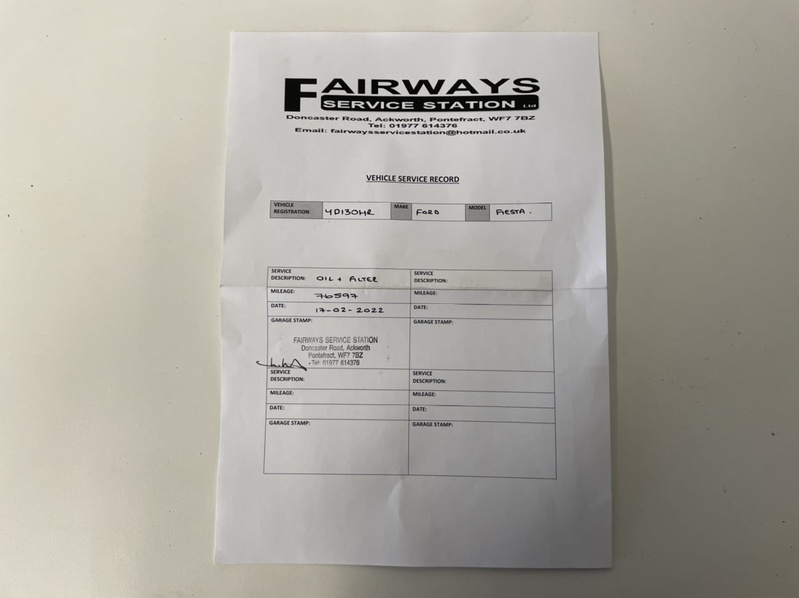 FAIRWAYS
SERVICE STATION Ltd
Doncaster Road, Ackworth, Pontefract, WF7 7BZ
Tel: 01977 614376
Email: fairwaysservicestation@hotmail.co.uk
VEHICLE SERVICE RECORD
VEHICLE REGISTRATION YD13OHR MAKE FORD MODEL FIESTA.
SERVICE DESCRIPTION: OIL + FILTER SERVICE DESCRIPTION:
MILEAGE: 76597 MILEAGE:
DATE: 17-02-2022 DATE:
GARAGE STAMP: GARAGE STAMP:
FAIRWAYS SERVICE STATION
Doncaster Road, Ackworth
Pontefract, WF7 7BZ
Tel: 01977 614376
SERVICE DESCRIPTION: SERVICE DESCRIPTION:
MILEAGE: MILEAGE:
DATE: DATE:
GARAGE STAMP: GARAGE STAMP: